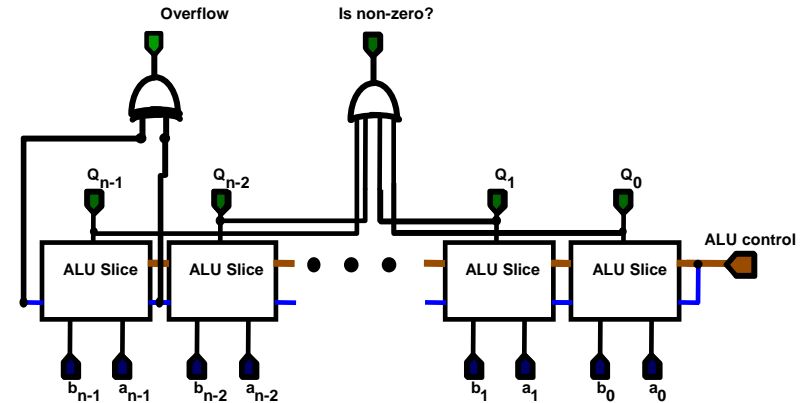 Overflow
Is non-zero?
Qn-1
Qn-2
Q1
Q0
ALU control
ALU Slice
ALU Slice
ALU Slice
ALU Slice
bn-1
an-1
bn-2
an-2
b1
a1
b0
a0